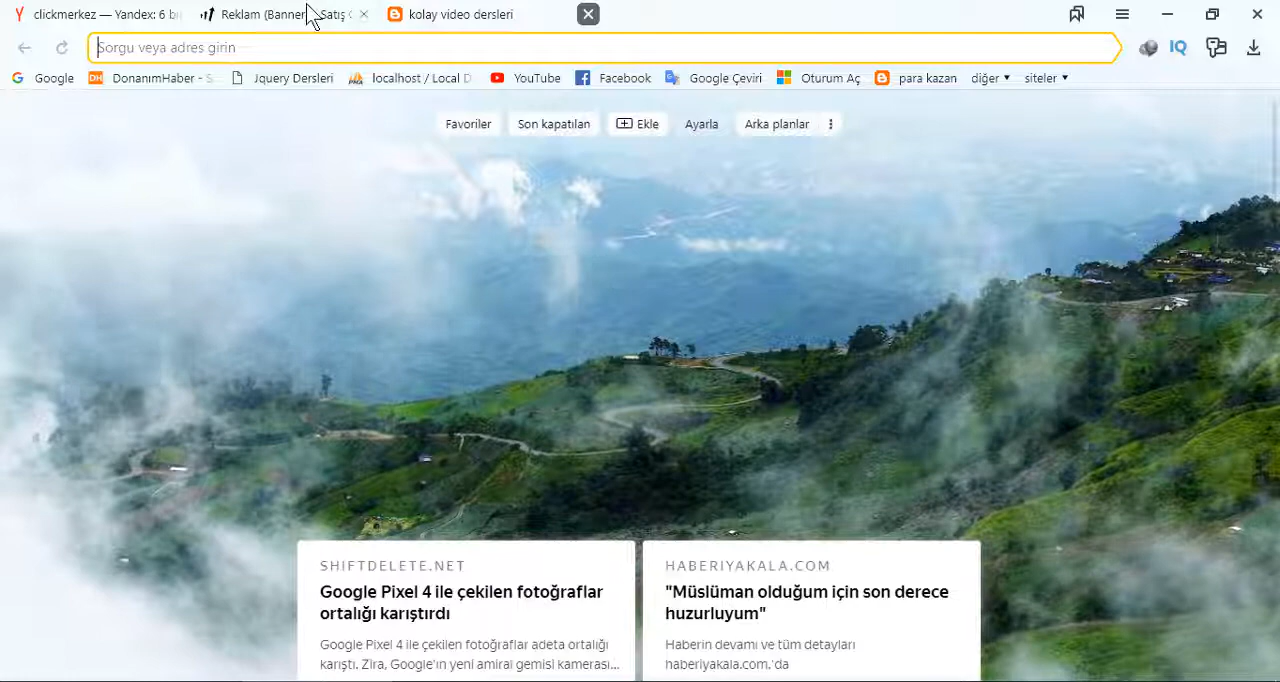 clickmerkez — Yandex: 6 bi
Reklam (Banner) Satış
kolay video dersleri
Sorgu veya adres girin
IQ
Google
DH DonanımHaber - S
Jquery Dersleri
localhost / Local D
YouTube
Facebook
Google Çeviri
Oturum Aç
para kazan
diğer
siteler
Favoriler
Son kapatılan
Ekle
Ayarla
Arka planlar
SHIFTDELETE.NET
Google Pixel 4 ile çekilen fotoğraflar
ortalığı karıştırdı
Google Pixel 4 ile çekilen fotoğraflar adeta ortalığı
karıştı. Zira, Google'ın yeni amiral gemisi kamerası...
HABERIYAKALA.COM
"Müslüman olduğum için son derece
huzurluyum"
Haberin devamı ve tüm detayları
haberiyakala.com.'da